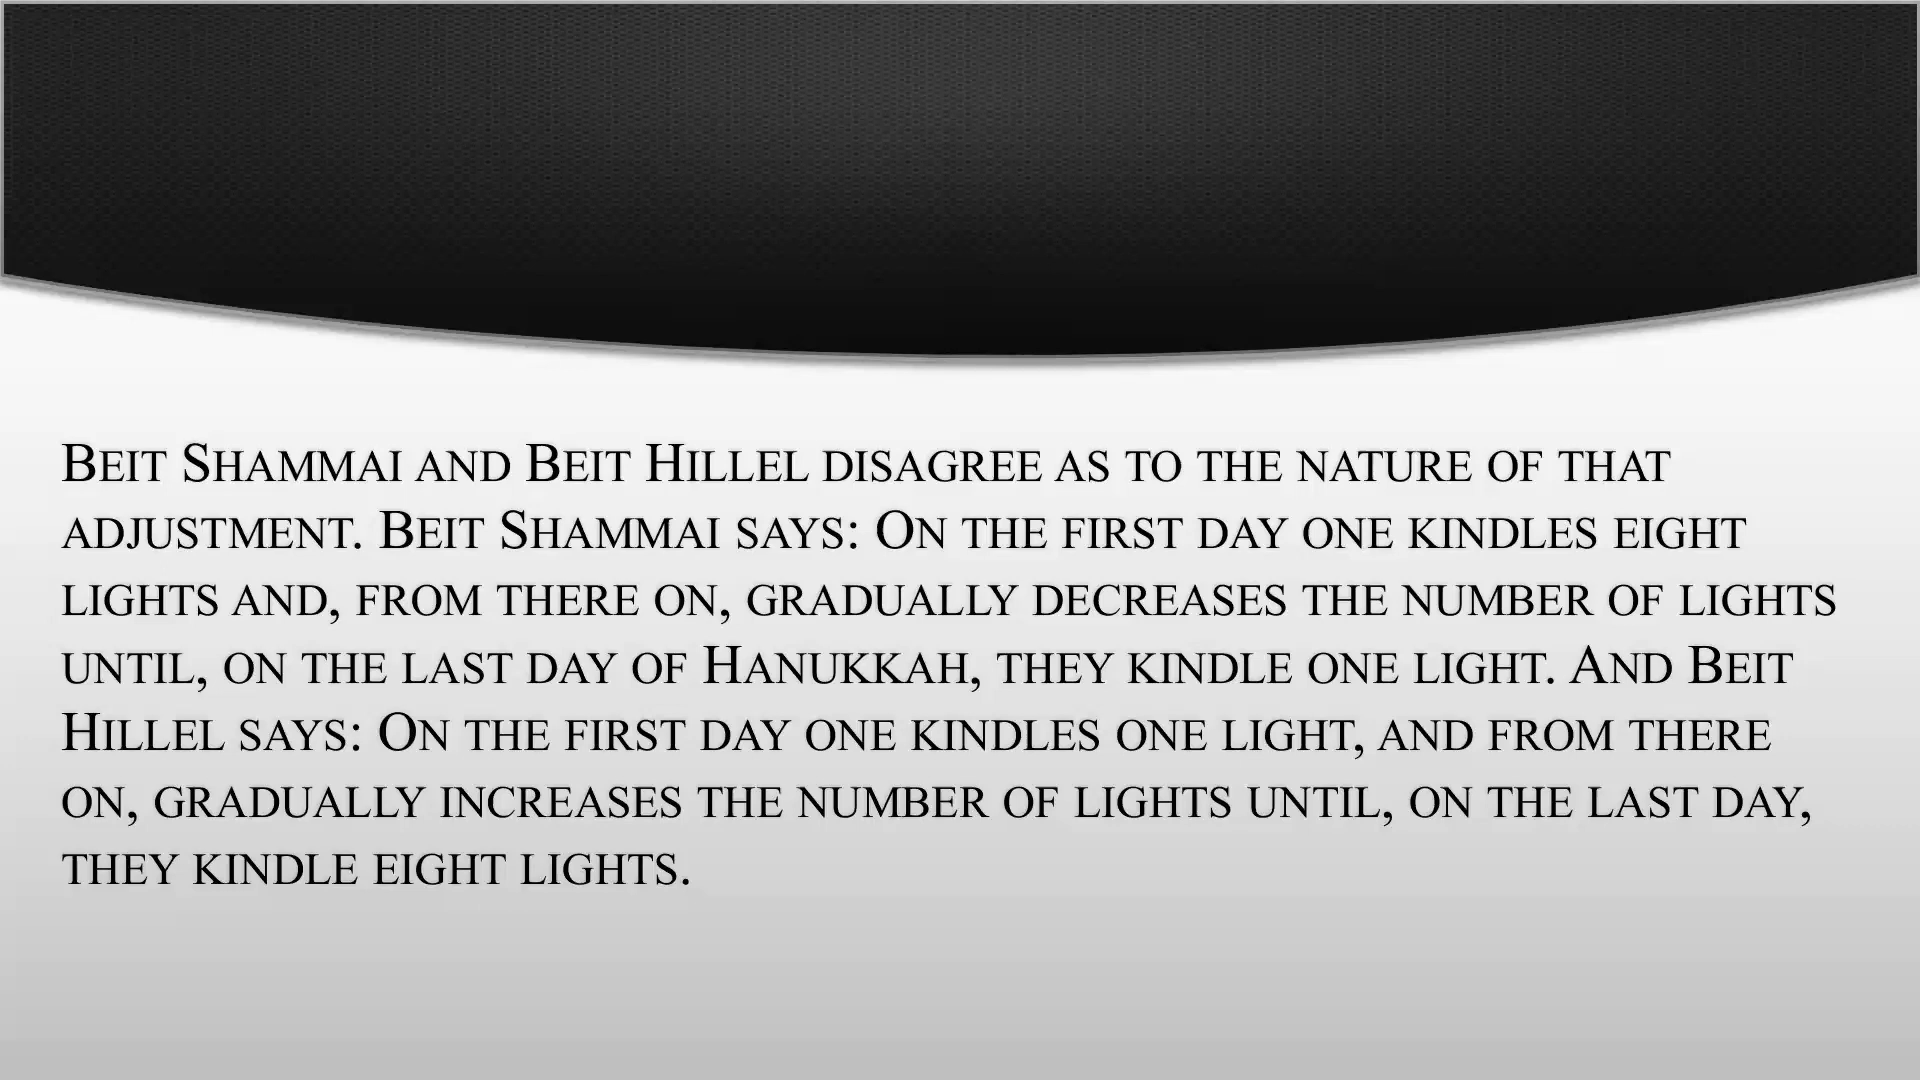 Beit Shammai and Beit Hillel disagree as to the nature of that
adjustment. Beit Shammai says: On the first day one kindles eight
lights and, from there on, gradually decreases the number of lights
until, on the last day of Hanukkah, they kindle one light. And Beit
Hillel says: On the first day one kindles one light, and from there
on, gradually increases the number of lights until, on the last day,
they kindle eight lights.